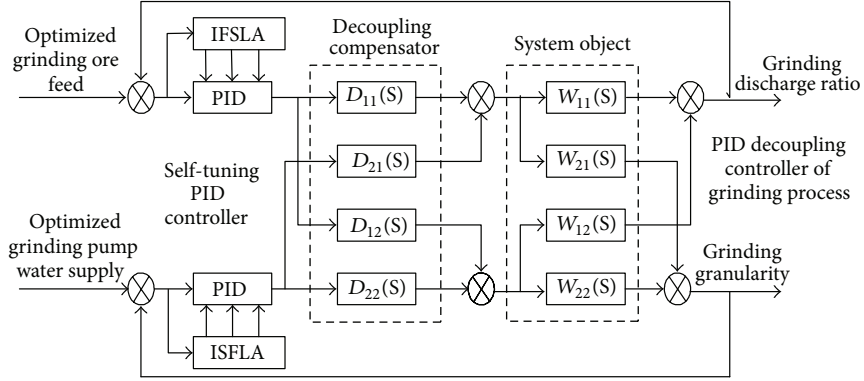 Optimized
grinding ore
feed
IFSLA
PID
Decoupling
compensator
System object
D11(S)
D21(S)
D12(S)
D22(S)
W11(S)
W21(S)
W12(S)
W22(S)
Grinding
discharge ratio
PID decoupling
controller of
grinding process
Self-tuning
PID
controller
Optimized
grinding pump
water supply
PID
ISFLA
Grinding
granularity